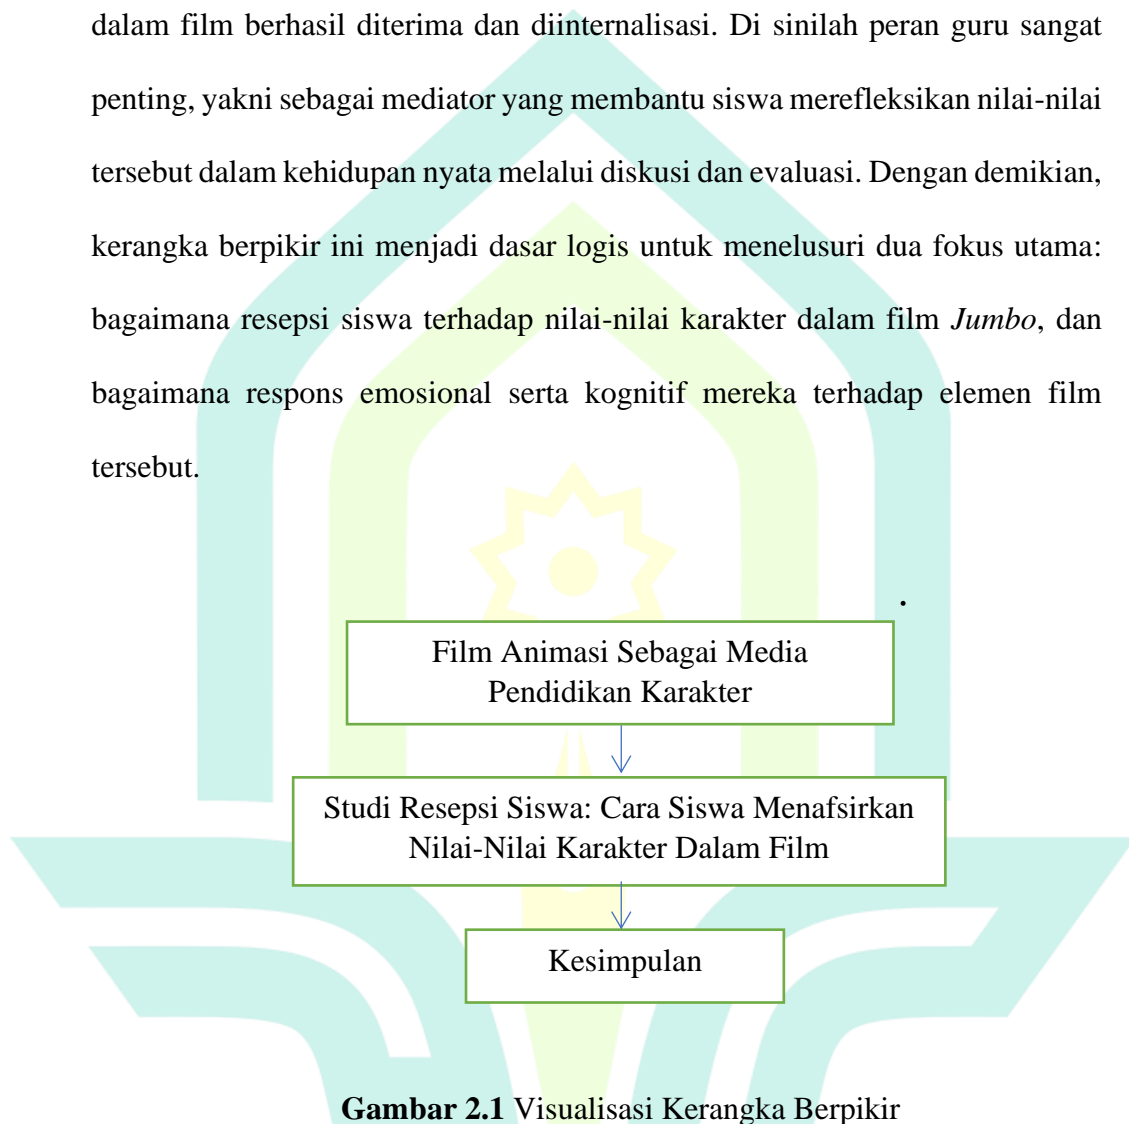 dalam film berhasil diterima dan diinternalisasi. Di sinilah peran guru sangat
penting, yakni sebagai mediator yang membantu siswa merefleksikan nilai-nilai
tersebut dalam kehidupan nyata melalui diskusi dan evaluasi. Dengan demikian,
kerangka berpikir ini menjadi dasar logis untuk menelusuri dua fokus utama:
bagaimana resepsi siswa terhadap nilai-nilai karakter dalam film Jumbo, dan
bagaimana respons emosional serta kognitif mereka terhadap elemen film
tersebut.
.
Film Animasi Sebagai Media
Pendidikan Karakter
Studi Resepsi Siswa: Cara Siswa Menafsirkan
Nilai-Nilai Karakter Dalam Film
Kesimpulan
Gambar 2.1 Visualisasi Kerangka Berpikir